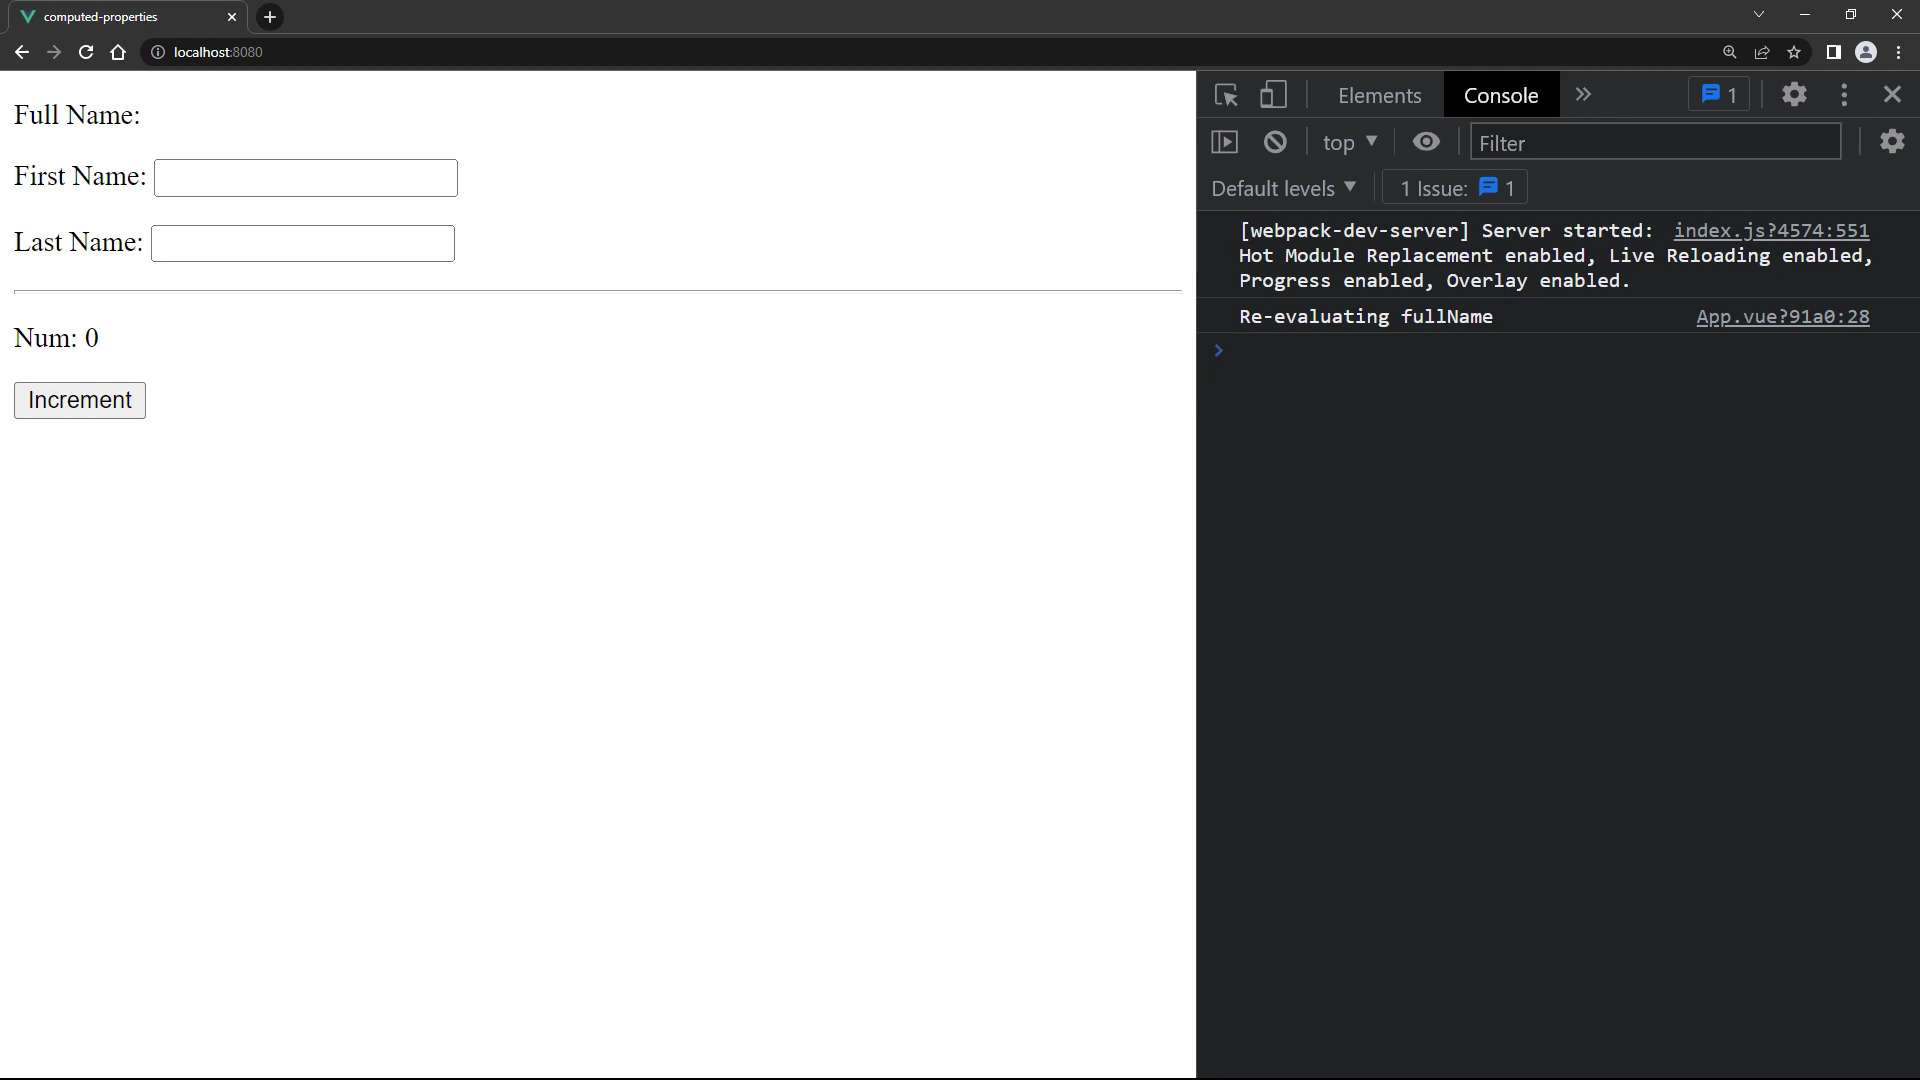 computed-properties
localhost:8080
Full Name:
First Name:
Last Name:
Num: 0
Increment
Elements
Console
1
top
Filter
Default levels
1 Issue: 1
[webpack-dev-server] Server started: index.js?4574:551
Hot Module Replacement enabled, Live Reloading enabled,
Progress enabled, Overlay enabled.
Re-evaluating fullName App.vue?91a0:28